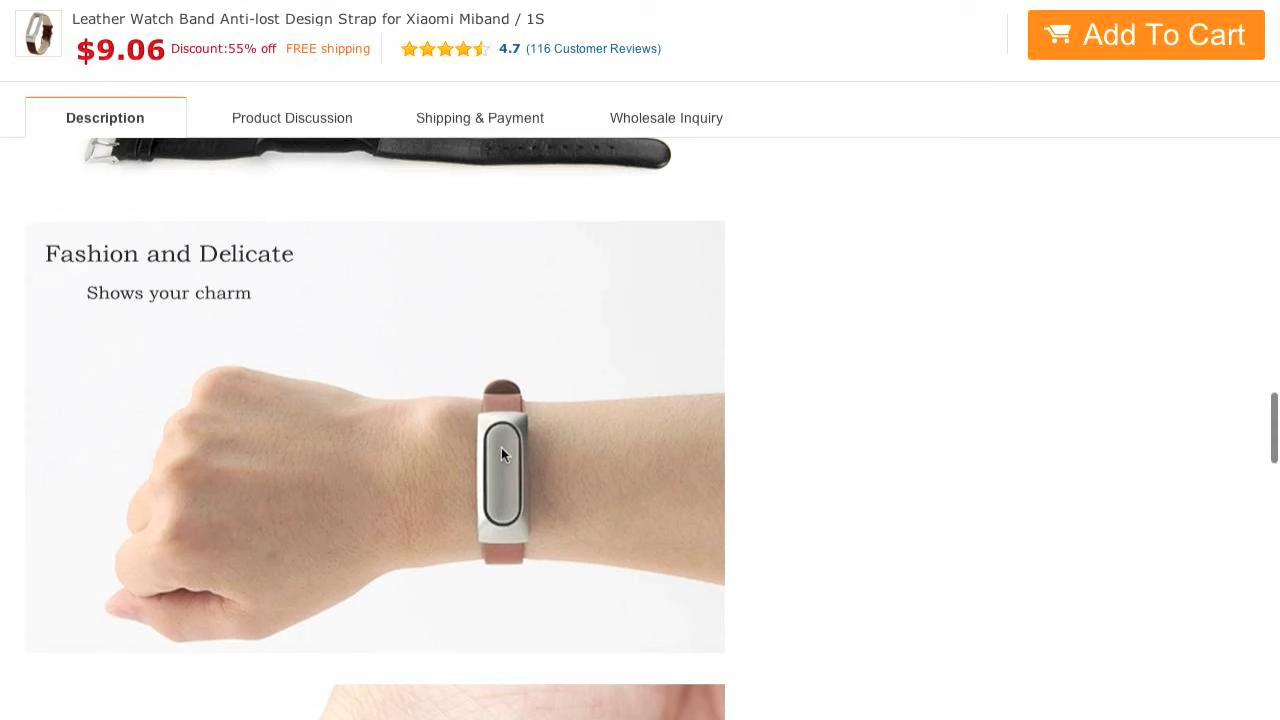 Leather Watch Band Anti-lost Design Strap for Xiaomi Miband / 1S
$9.06 Discount:55% off FREE shipping 4.7 (116 Customer Reviews)
Add To Cart
Description Product Discussion Shipping & Payment Wholesale Inquiry
Fashion and Delicate
Shows your charm